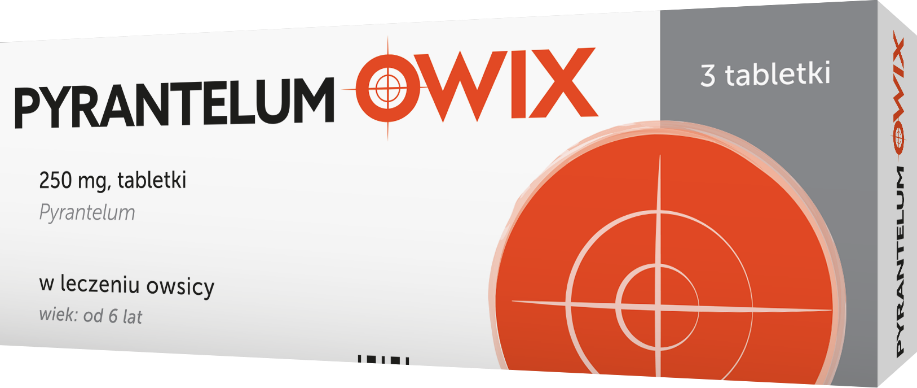 PYRANTELUM OWIX
3 tabletki
250 mg, tabletki
Pyrantelum
w leczeniu owsicy
wiek: od 6 lat
PYRANTELUM OWIX